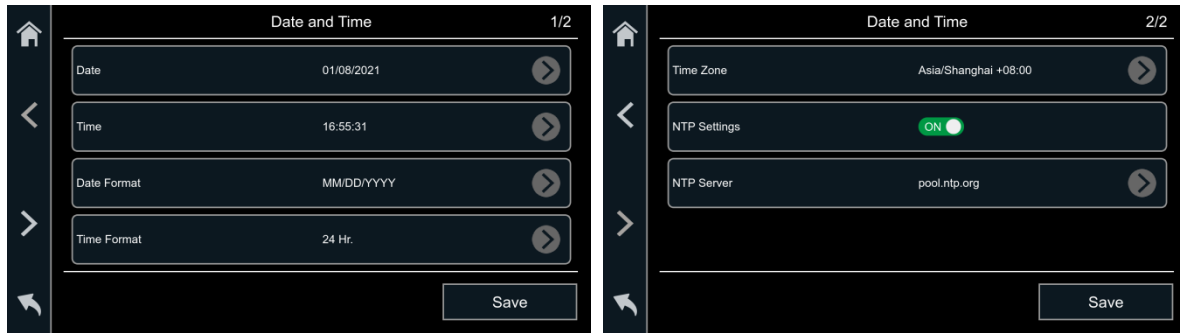 Date and Time 1/2
Date 01/08/2021
Time 16:55:31
Date Format MM/DD/YYYY
Time Format 24 Hr.
Save
Date and Time 2/2
Time Zone Asia/Shanghai +08:00
NTP Settings ON
NTP Server pool.ntp.org
Save